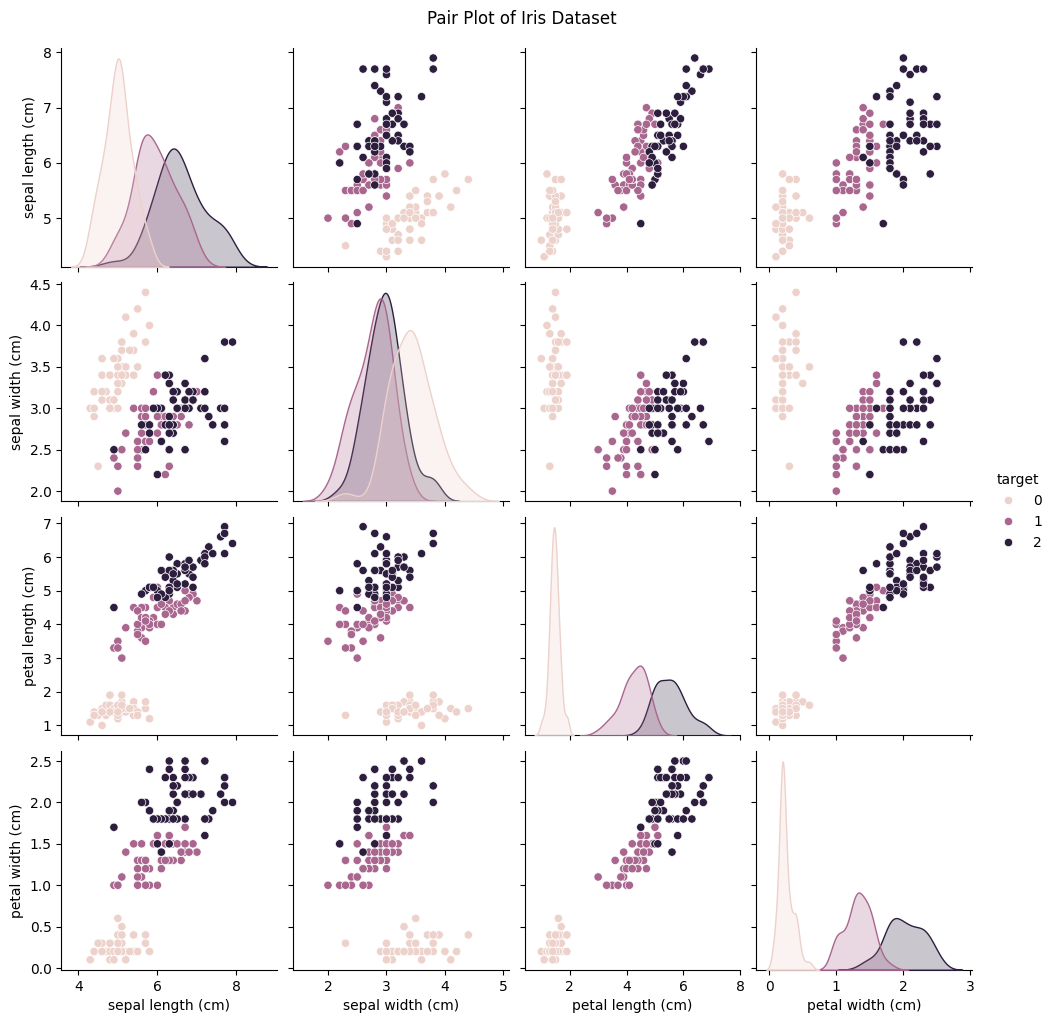 Pair Plot of Iris Dataset
8
7
6
5
sepal length (cm)
4.5
4.0
3.5
3.0
2.5
2.0
sepal width (cm)
target
0
1
2
7
6
5
4
3
2
1
petal length (cm)
2.5
2.0
1.5
1.0
0.5
0.0
petal width (cm)
4 6 8
2 3 4 5
2 4 6 8
0 1 2 3
sepal length (cm)
sepal width (cm)
petal length (cm)
petal width (cm)